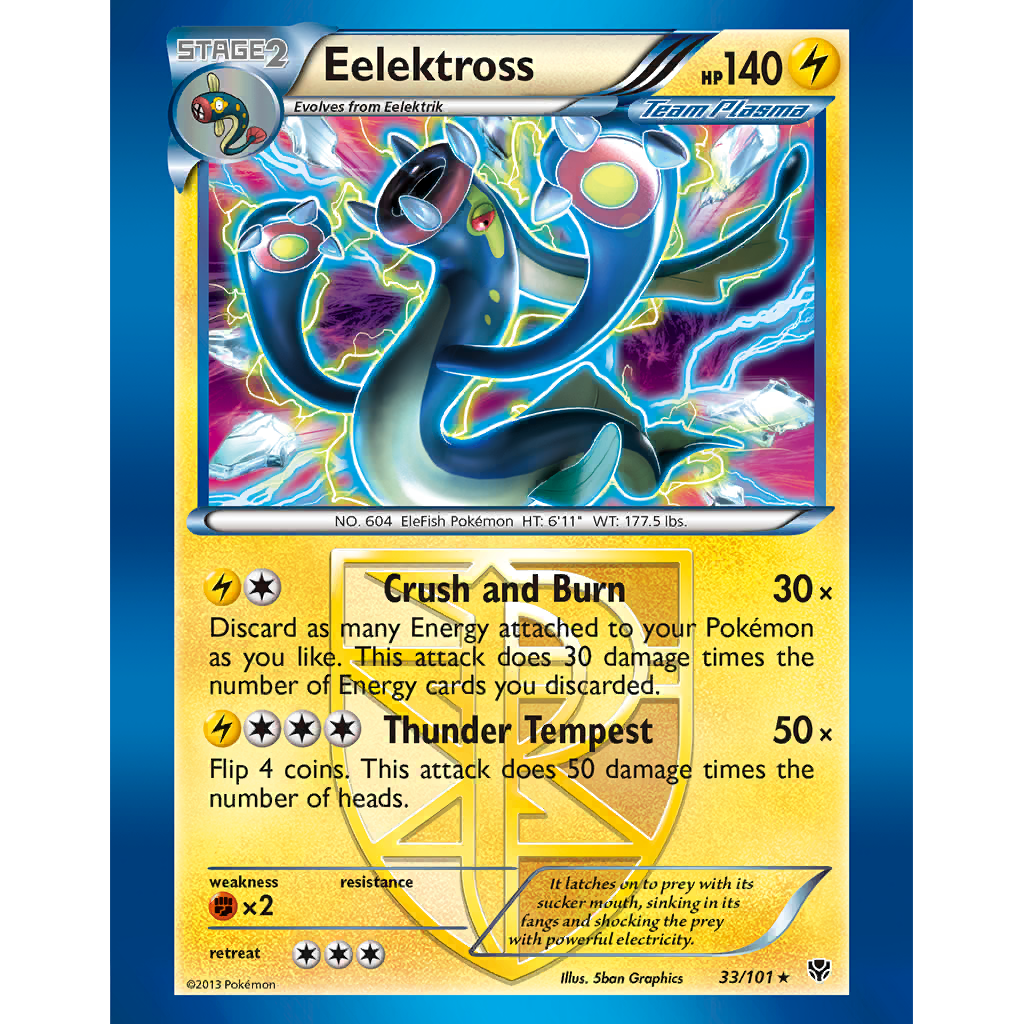 STAGE2
Eelektross
HP140
Evolves from Eelektrik
Team Plasma
NO. 604 EleFish Pokémon HT: 6'11" WT: 177.5 lbs.
Crush and Burn 30×
Discard as many Energy attached to your Pokémon
as you like. This attack does 30 damage times the
number of Energy cards you discarded.
Thunder Tempest 50×
Flip 4 coins. This attack does 50 damage times the
number of heads.
weakness resistance
×2
retreat
It latches on to prey with its
sucker mouth, sinking in its
fangs and shocking the prey
with powerful electricity.
©2013 Pokémon
Illus. 5ban Graphics 33/101 ★